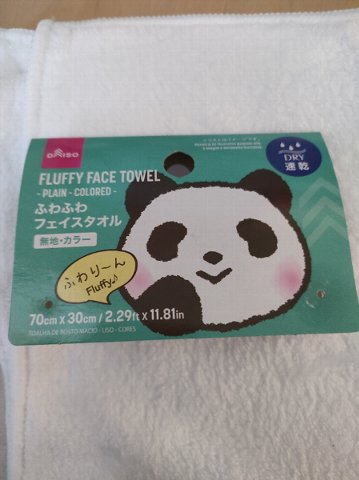 DAISO
FLUFFY FACE TOWEL
- PLAIN - COLORED -
ふわふわ
フェイスタオル
無地・カラー
DRY
速乾
ふわり〜ん
Fluffy♪
70cm x 30cm / 2.29ft x 11.81in
TOALHA DE ROSTO MACIO - LISO - CORES